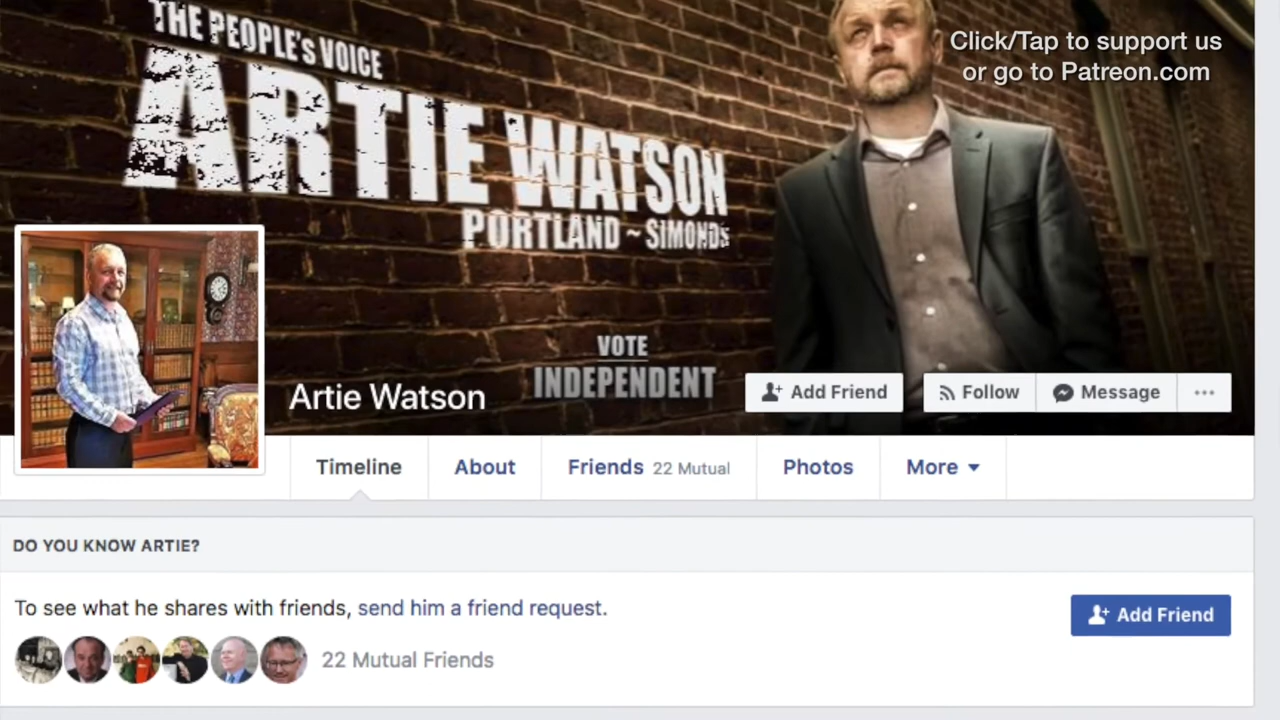 THE PEOPLE'S VOICE
ARTIE WATSON
PORTLAND ~ SIMONDS
Click/Tap to support us
or go to Patreon.com
VOTE
INDEPENDENT
Artie Watson
Add Friend
Follow
Message
Timeline
About
Friends 22 Mutual
Photos
More
DO YOU KNOW ARTIE?
To see what he shares with friends, send him a friend request.
Add Friend
22 Mutual Friends